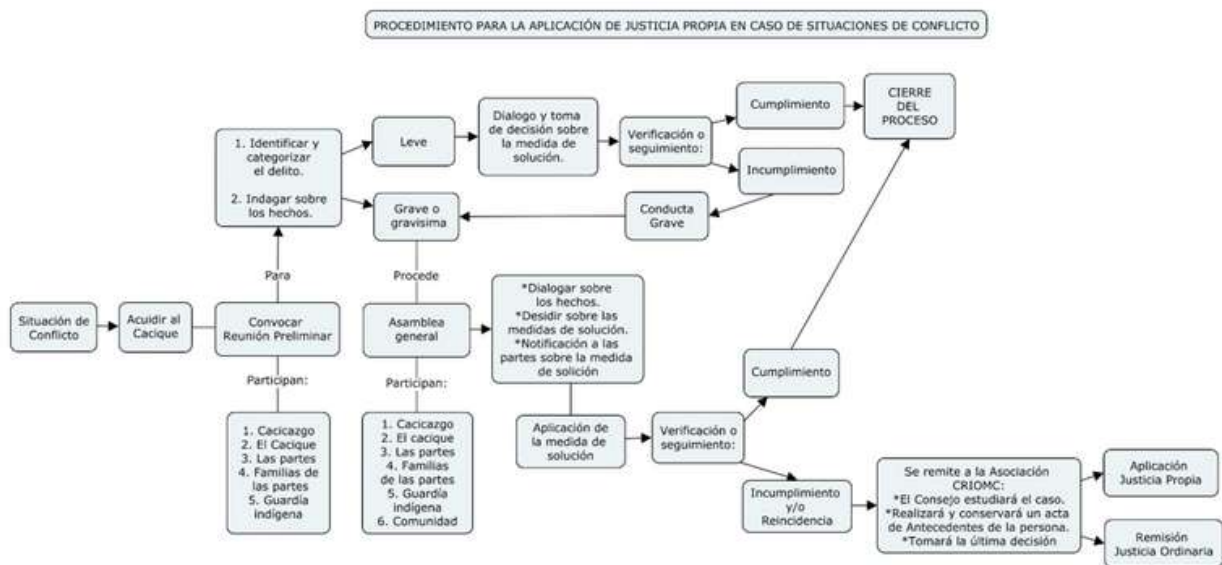 PROCEDIMIENTO PARA LA APLICACIÓN DE JUSTICIA PROPIA EN CASO DE SITUACIONES DE CONFLICTO
1. Identificar y
categorizar
el delito.
2. Indagar sobre
los hechos.
Leve
Dialogo y toma
de decisión sobre
la medida de
solución.
Verificación o
seguimiento:
Cumplimiento
CIERRE
DEL
PROCESO
Incumplimiento
Grave o
gravisima
Conducta
Grave
Para
Procede
Situación de
Conflicto
Acuidir al
Cacique
Convocar
Reunión Preliminar
Asamblea
general
*Dialogar sobre
los hechos.
*Desidir sobre las
medidas de solución.
*Notificación a las
partes sobre la medida
de solición
Participan:
Participan:
1. Cacicazgo
2. El Cacique
3. Las partes
4. Familias de
las partes
5. Guardía
indígena
1. Cacicazgo
2. El cacique
3. Las partes
4. Familias
de las partes
5. Guardía
indígena
6. Comunidad
Aplicación de
la medida de
solución
Verificación o
seguimiento:
Cumplimiento
Incumplimiento
y/o
Reincidencia
Se remite a la Asociación
CRIOMC:
*El Consejo estudiará el caso.
*Realizará y conservará un acta
de Antecedentes de la persona.
*Tomará la última decisión
Aplicación
Justicia Propia
Remisión
Justicia Ordinaria